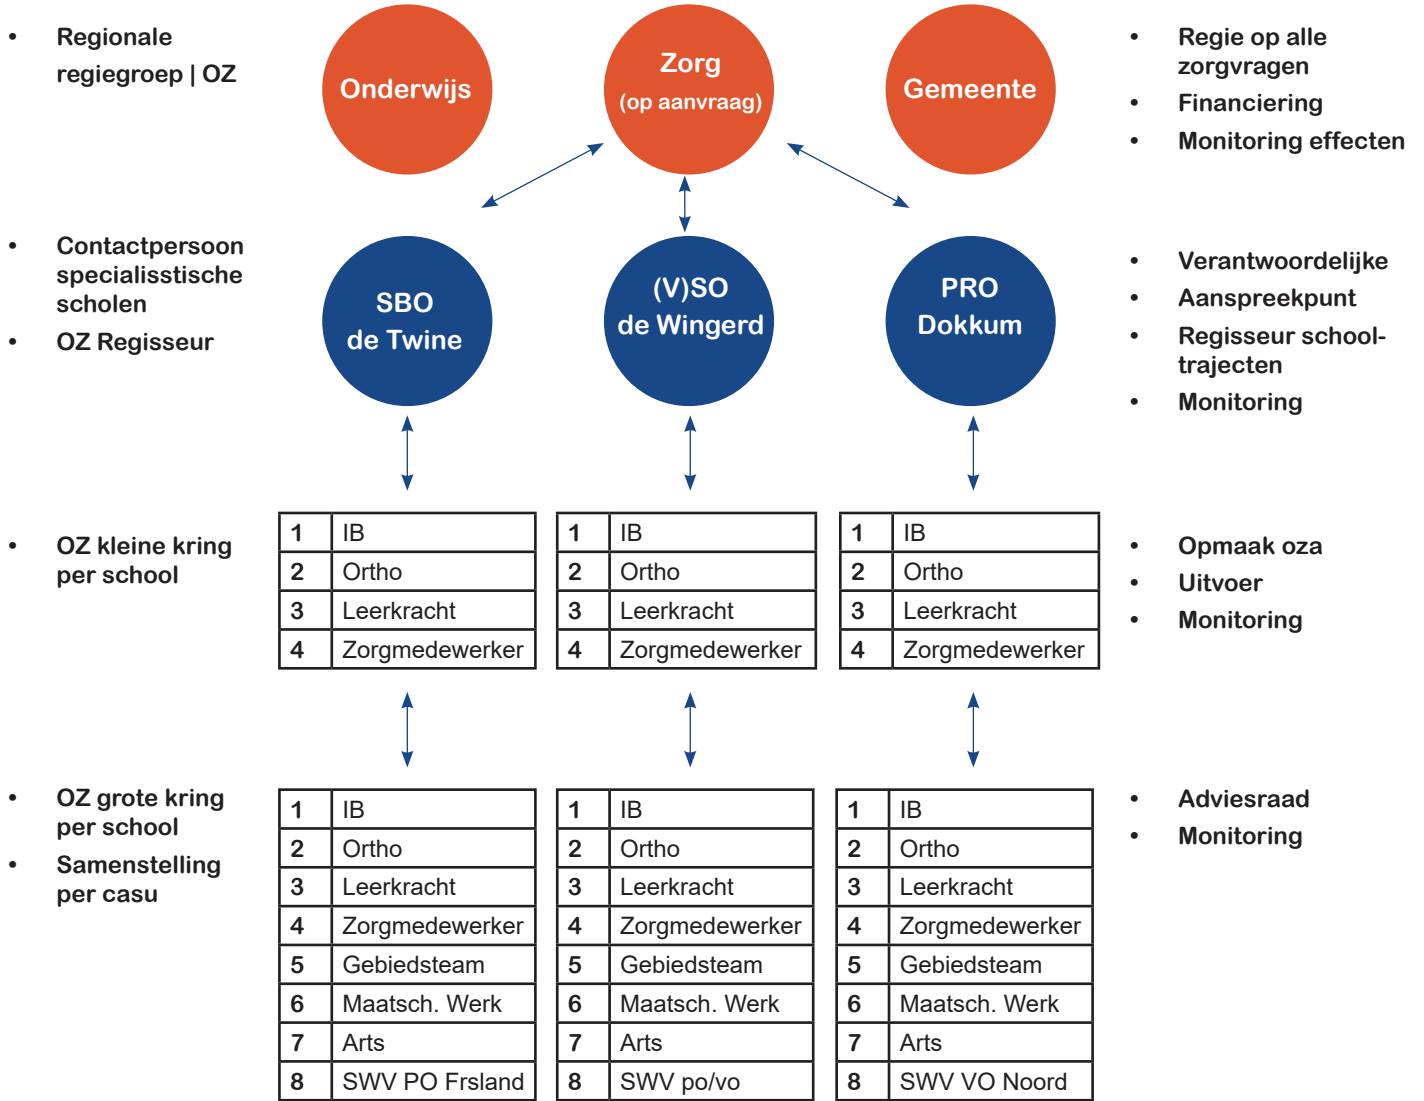 • Regionale
regiegroep | OZ
Onderwijs
Zorg
(op aanvraag)
Gemeente
• Regie op alle
zorgvragen
• Financiering
• Monitoring effecten
• Contactpersoon
specialisstische
scholen
• OZ Regisseur
SBO
de Twine
(V)SO
de Wingerd
PRO
Dokkum
• Verantwoordelijke
• Aanspreekpunt
• Regisseur school-
trajecten
• Monitoring
• OZ kleine kring
per school
1 IB
2 Ortho
3 Leerkracht
4 Zorgmedewerker
1 IB
2 Ortho
3 Leerkracht
4 Zorgmedewerker
1 IB
2 Ortho
3 Leerkracht
4 Zorgmedewerker
• Opmaak oza
• Uitvoer
• Monitoring
• OZ grote kring
per school
• Samenstelling
per casu
1 IB
2 Ortho
3 Leerkracht
4 Zorgmedewerker
5 Gebiedsteam
6 Maatsch. Werk
7 Arts
8 SWV PO Frsland
1 IB
2 Ortho
3 Leerkracht
4 Zorgmedewerker
5 Gebiedsteam
6 Maatsch. Werk
7 Arts
8 SWV po/vo
1 IB
2 Ortho
3 Leerkracht
4 Zorgmedewerker
5 Gebiedsteam
6 Maatsch. Werk
7 Arts
8 SWV VO Noord
• Adviesraad
• Monitoring